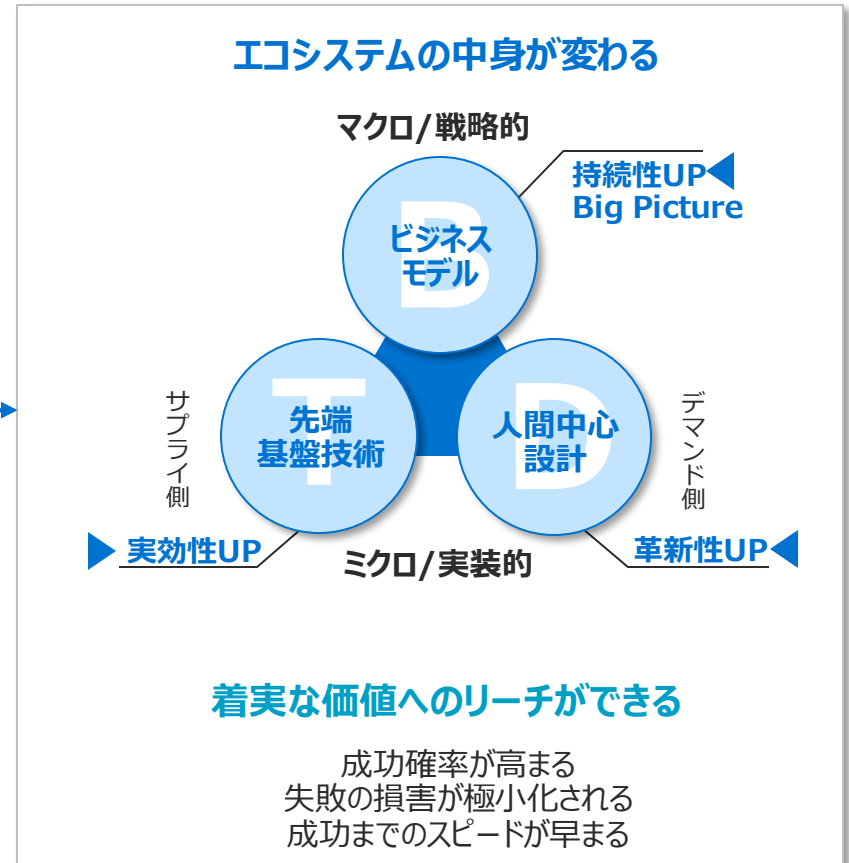 エコシステムの中身が変わる
マクロ/戦略的
持続性UP
Big Picture
B
ビジネス
モデル
サプライ側
T
先端
基盤技術
D
人間中心
設計
デマンド側
実効性UP
ミクロ/実装的
革新性UP
着実な価値へのリーチができる
成功確率が高まる
失敗の損害が極小化される
成功までのスピードが早まる